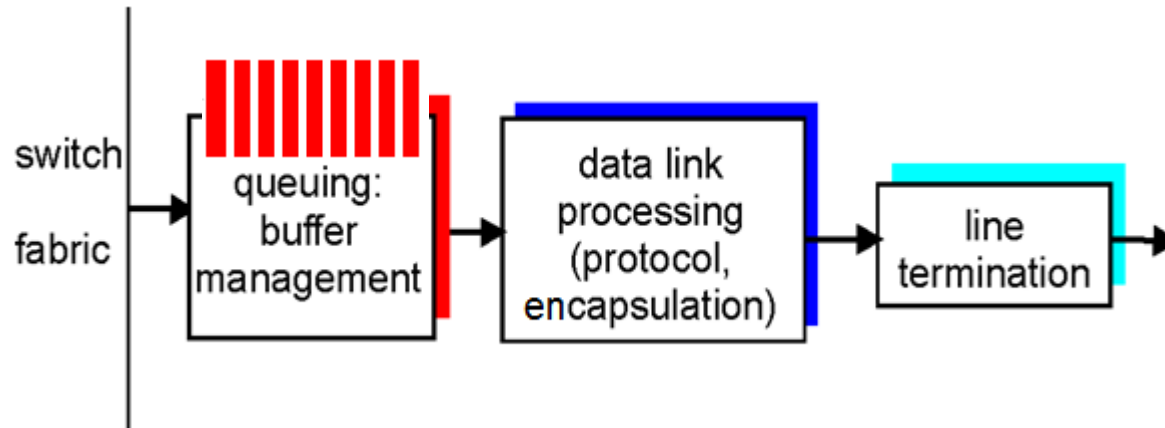 switch
fabric
queuing:
buffer
management
data link
processing
(protocol,
encapsulation)
line
termination